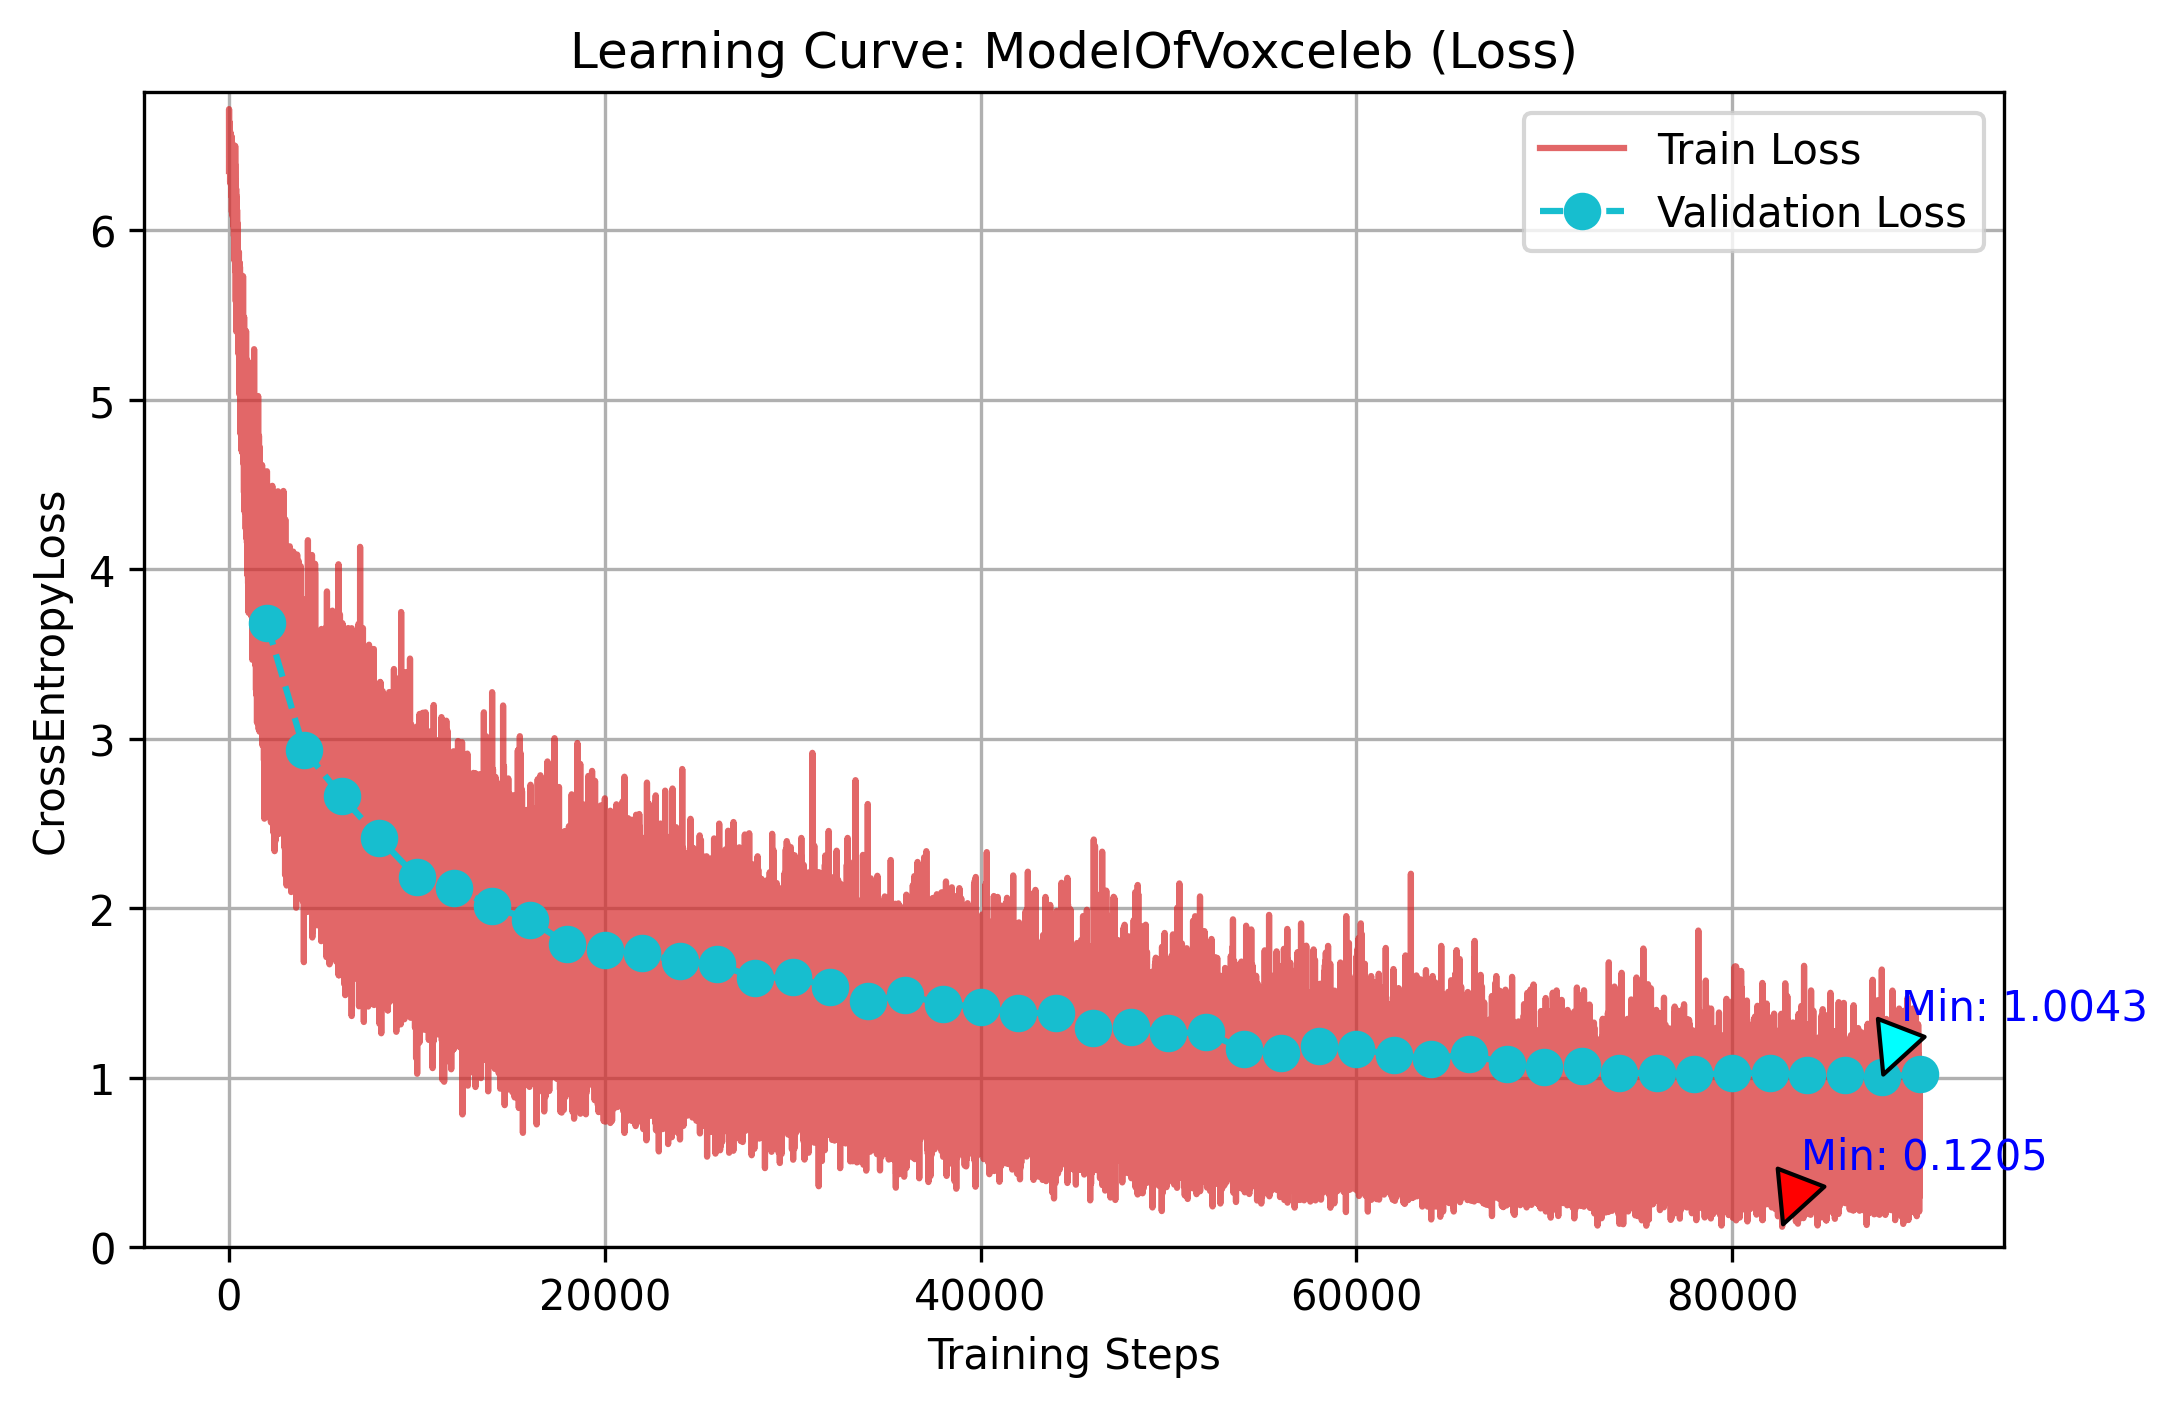 Learning Curve: ModelOfVoxceleb (Loss)
Train Loss
Validation Loss
CrossEntropyLoss
6
5
4
3
2
1
0
Min: 1.0043
Min: 0.1205
0 20000 40000 60000 80000
Training Steps